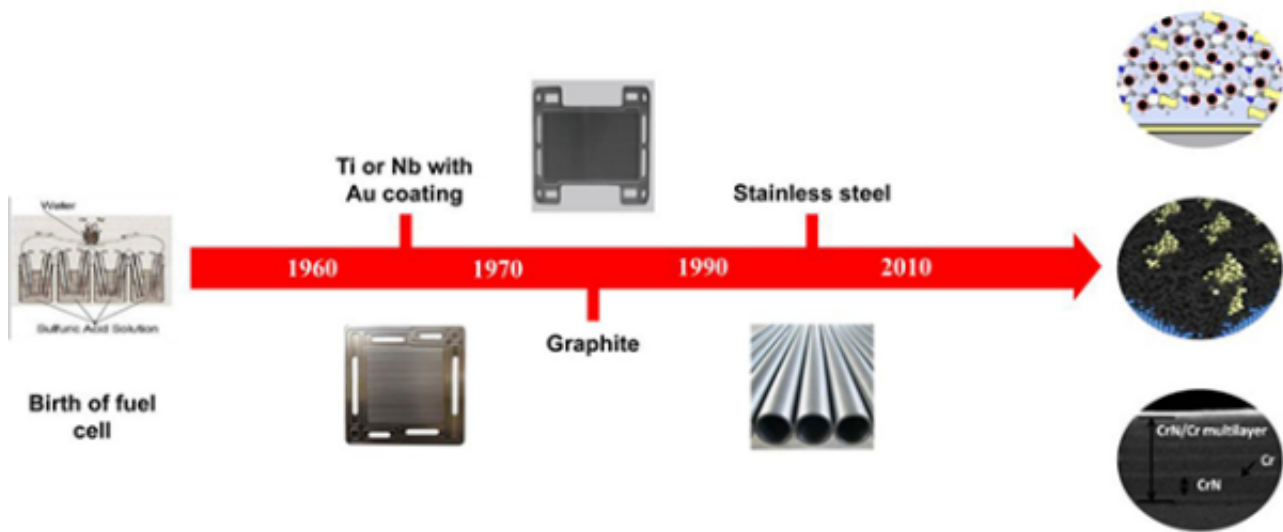 Water
Sulfuric Acid Solution
Birth of fuel
cell
Ti or Nb with
Au coating
Stainless steel
1960
1970
1990
2010
Graphite
CrN/Cr multilayer
Cr
CrN